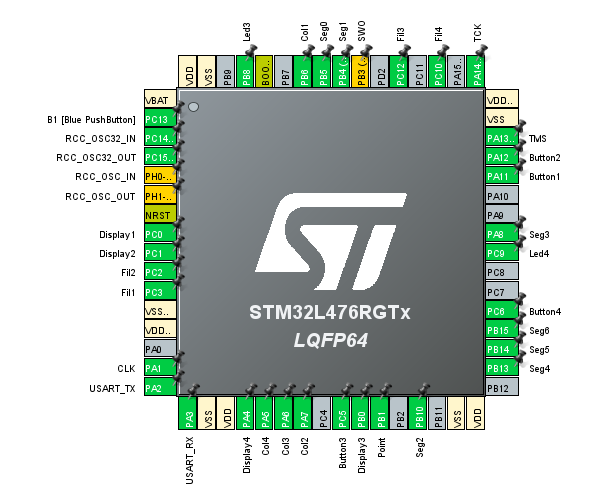 Led3
Col1
Seg0
Seg1
SWO
Fil3
Fil4
TCK
VDD
VSS
PB9
PB8
BOO..
PB7
PB6
PB5
PB4 (..
PB3 (..
PD2
PC12
PC11
PC10
PA15..
PA14..
VBAT
B1 [Blue PushButton] PC13
RCC_OSC32_IN PC14..
RCC_OSC32_OUT PC15..
RCC_OSC_IN PH0-..
RCC_OSC_OUT PH1-..
NRST
Display1 PC0
Display2 PC1
Fil2 PC2
Fil1 PC3
VSS..
VDD..
PA0
CLK PA1
USART_TX PA2
STM32L476RGTx
LQFP64
VDD..
VSS
PA13.. TMS
PA12 Button2
PA11 Button1
PA10
PA9
PA8 Seg3
PC9 Led4
PC8
PC7
PC6 Button4
PB15 Seg6
PB14 Seg5
PB13 Seg4
PB12
PA3
VSS
VDD
PA4
PA5
PA6
PA7
PC4
PC5
PB0
PB1
PB2
PB10
PB11
VSS
VDD
USART_RX
Display4
Col4
Col3
Col2
Button3
Display3
Point
Seg2